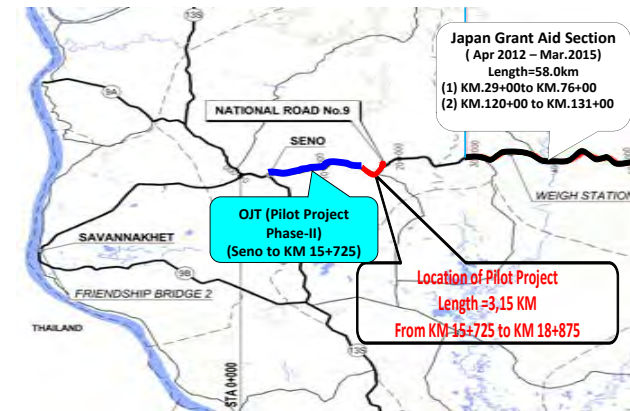 13S
Japan Grant Aid Section
( Apr 2012 – Mar.2015)
Length=58.0km
(1) KM.29+00to KM.76+00
(2) KM.120+00 to KM.131+00
9A
NATIONAL ROAD No.9
SENO
20+000
WEIGH STATION
OJT (Pilot Project
Phase-II)
(Seno to KM 15+725)
SAVANNAKHET
9B
FRIENDSHIP BRIDGE 2
THAILAND
Location of Pilot Project
Length =3,15 KM
From KM 15+725 to KM 18+875
13S
STA 0+000